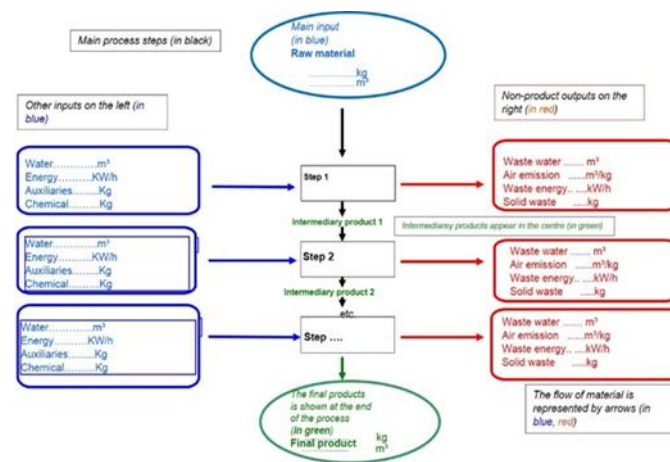 Main process steps (in black)
Main input
(in blue)
Raw material
............kg
............m³
Other inputs on the left (in
blue)
Non-product outputs on the
right (in red)
Water.............m³
Energy..........KW/h
Auxiliaries.......Kg
Chemical........Kg
Step 1
Waste water ....... m³
Air emission ......m³/kg
Waste energy.. .....kW/h
Solid waste .....kg
Intermediary product 1
Intermediarey products appear in the centre (in green)
Water.............m³
Energy..........KW/h
Auxiliaries.......Kg
Chemical........Kg
Step 2
Waste water ....... m³
Air emission ......m³/kg
Waste energy.. .....kW/h
Solid waste .....kg
Intermediary product 2
etc.
Water.............m³
Energy..........KW/h
Auxiliaries.......Kg
Chemical........Kg
Step ....
Waste water ....... m³
Air emission ......m³/kg
Waste energy.. .....kW/h
Solid waste .....kg
The final products
is shown at the end
of the process
(In green)
Final product kg
............ m³
The flow of material is
represented by arrows (in
blue, red)